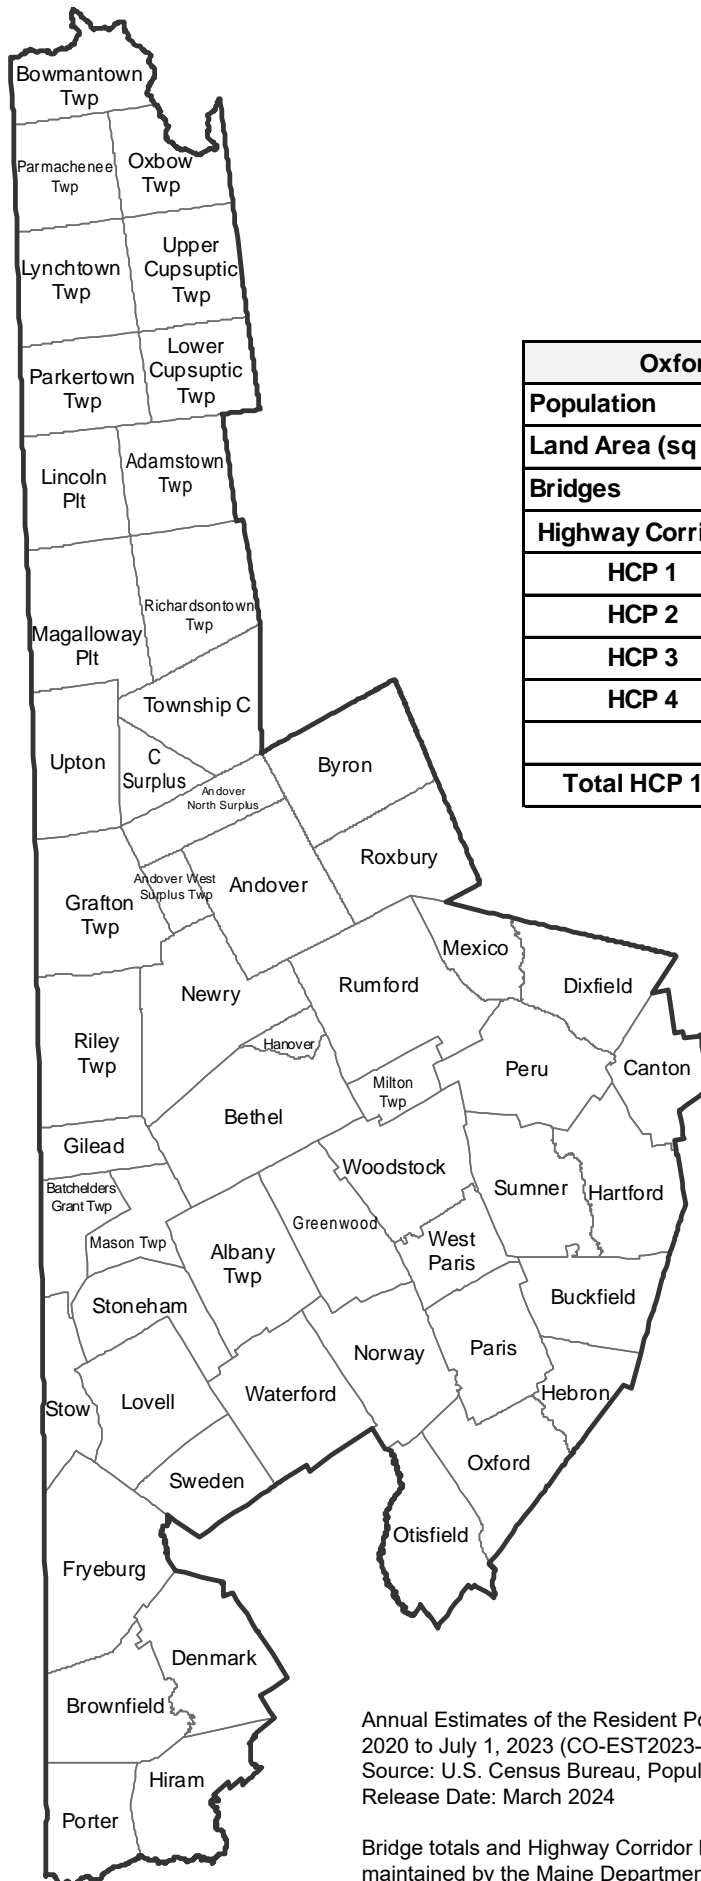 Bowmantown
Twp
Parmachenee
Twp
Oxbow
Twp
Lynchtown
Twp
Upper
Cupsuptic
Twp
Parkertown
Twp
Lower
Cupsuptic
Twp
Lincoln
Plt
Adamstown
Twp
Richardsontown
Twp
Magalloway
Plt
Township C
Upton
C
Surplus
Andover
North Surplus
Byron
Roxbury
Andover West
Surplus Twp
Andover
Grafton
Twp
Mexico
Dixfield
Newry
Rumford
Hanover
Riley
Twp
Peru
Canton
Milton
Twp
Bethel
Gilead
Woodstock
Sumner
Hartford
Batchelders
Grant Twp
Greenwood
Mason Twp
Albany
Twp
West
Paris
Stoneham
Buckfield
Norway
Paris
Lovell
Waterford
Hebron
Stow
Sweden
Oxford
Otisfield
Fryeburg
Denmark
Brownfield
Hiram
Porter
Oxfor
Population
Land Area (sq
Bridges
Highway Corri
HCP 1
HCP 2
HCP 3
HCP 4
Total HCP 1
Annual Estimates of the Resident Po
2020 to July 1, 2023 (CO-EST2023-
Source: U.S. Census Bureau, Popul
Release Date: March 2024
Bridge totals and Highway Corridor
maintained by the Maine Departmen